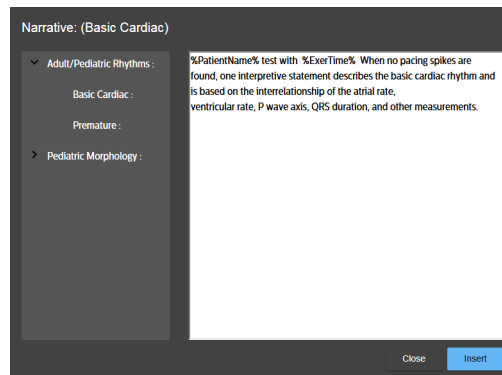 Narrative: (Basic Cardiac)
Adult/Pediatric Rhythms :
Basic Cardiac :
Premature :
Pediatric Morphology :
%PatientName% test with  %ExerTime%  When no pacing spikes are
found, one interpretive statement describes the basic cardiac rhythm and
is based on the interrelationship of the atrial rate,
ventricular rate, P wave axis, QRS duration, and other measurements.
Close
Insert